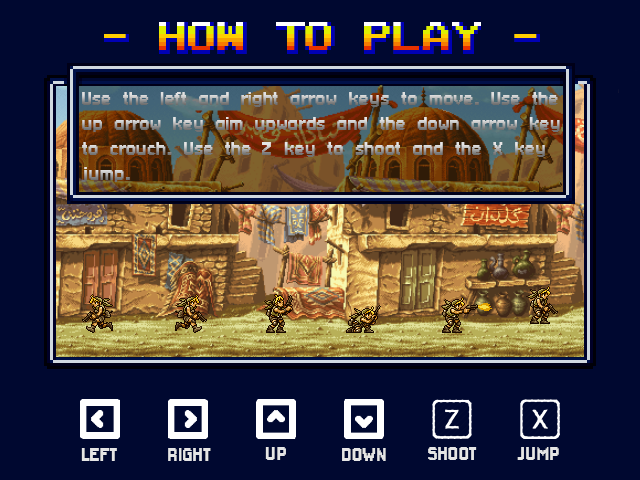 - HOW TO PLAY -
Use the left and right arrow keys to move. Use the
up arrow key aim upwards and the down arrow key
to crouch. Use the Z key to shoot and the X key
jump.
Z X
LEFT RIGHT UP DOWN SHOOT JUMP